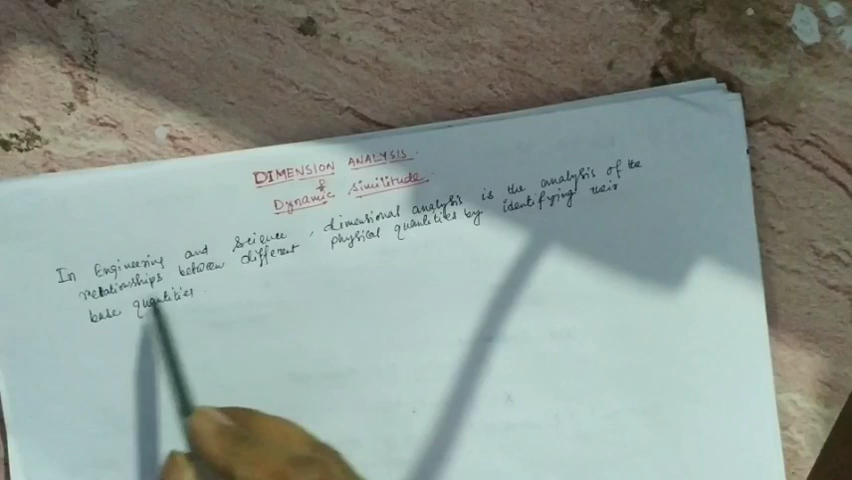 DIMENSION ANALYSIS
&
Dynamic similitude.
In Engineering and Science, dimensional analysis is the analysis of the
relationships between different physical quantities by identifying their
base quantities.